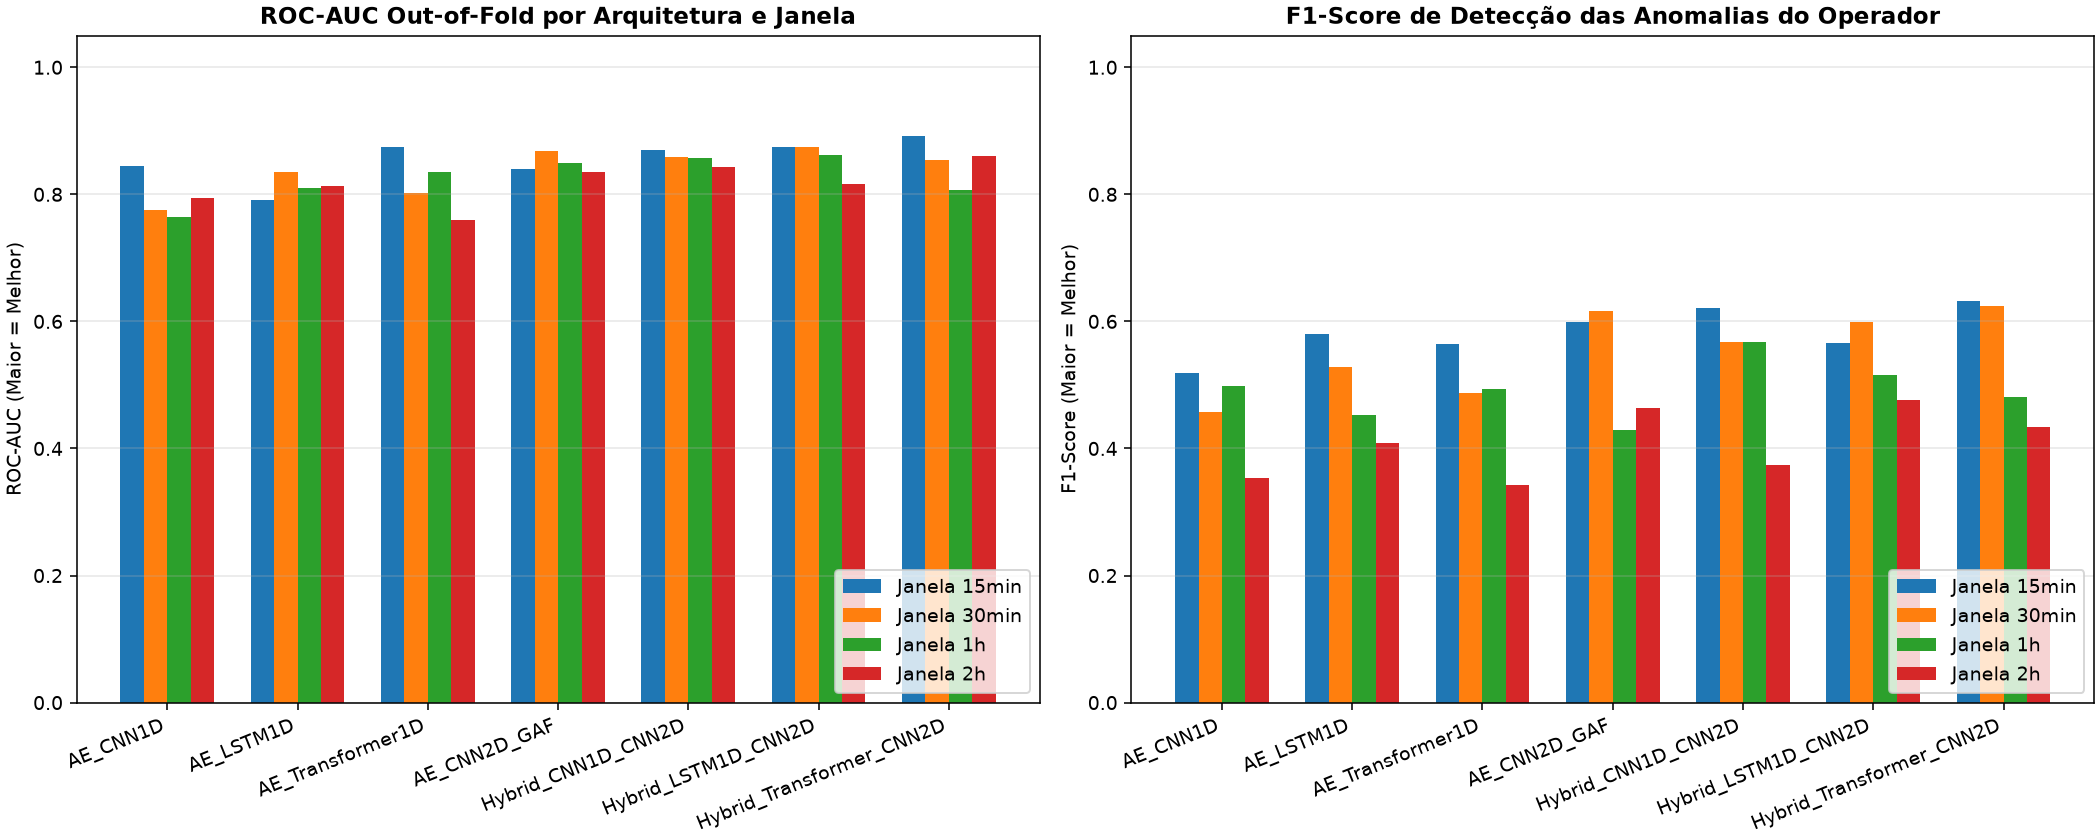 ROC-AUC Out-of-Fold por Arquitetura e Janela
ROC-AUC (Maior = Melhor)
1.0
0.8
0.6
0.4
0.2
0.0
AE_CNN1D
AE_LSTM1D
AE_Transformer1D
AE_CNN2D_GAF
Hybrid_CNN1D_CNN2D
Hybrid_LSTM1D_CNN2D
Hybrid_Transformer_CNN2D
Janela 15min
Janela 30min
Janela 1h
Janela 2h
F1-Score de Detecção das Anomalias do Operador
F1-Score (Maior = Melhor)
1.0
0.8
0.6
0.4
0.2
0.0
AE_CNN1D
AE_LSTM1D
AE_Transformer1D
AE_CNN2D_GAF
Hybrid_CNN1D_CNN2D
Hybrid_LSTM1D_CNN2D
Hybrid_Transformer_CNN2D
Janela 15min
Janela 30min
Janela 1h
Janela 2h